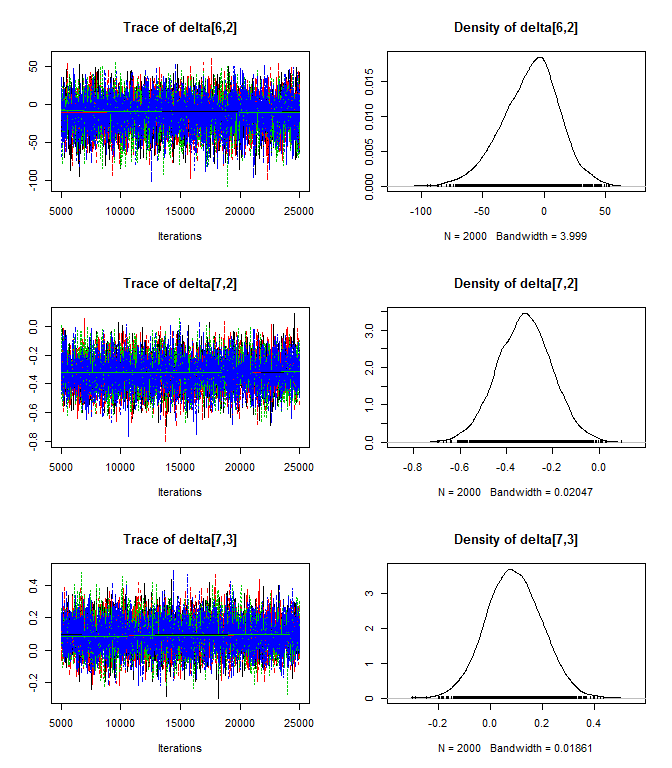 Trace of delta[6,2]
50
0
-50
-100
5000 10000 15000 20000 25000
Iterations
Density of delta[6,2]
0.015
0.010
0.005
0.000
-100 -50 0 50
N = 2000 Bandwidth = 3.999
Trace of delta[7,2]
0.0
-0.2
-0.4
-0.6
-0.8
5000 10000 15000 20000 25000
Iterations
Density of delta[7,2]
3.0
2.0
1.0
0.0
-0.8 -0.6 -0.4 -0.2 0.0
N = 2000 Bandwidth = 0.02047
Trace of delta[7,3]
0.4
0.2
0.0
-0.2
5000 10000 15000 20000 25000
Iterations
Density of delta[7,3]
3
2
1
0
-0.2 0.0 0.2 0.4
N = 2000 Bandwidth = 0.01861